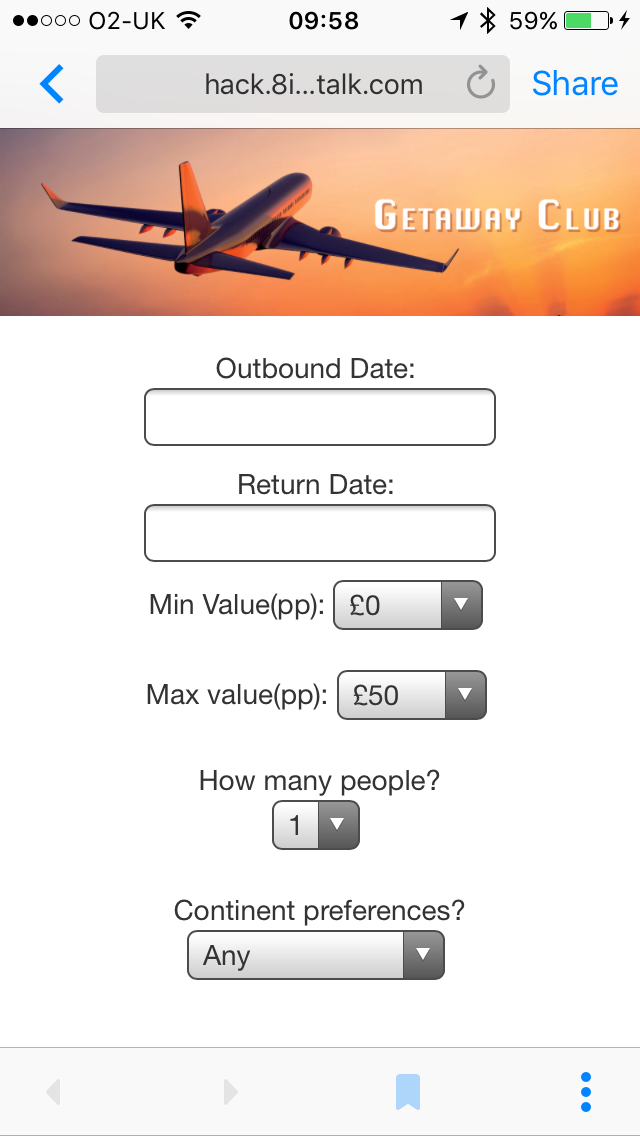 O2-UK 09:58 59%
hack.8i...talk.com Share
GETAWAY CLUB
Outbound Date:
Return Date:
Min Value(pp): £0
Max value(pp): £50
How many people?
1
Continent preferences?
Any